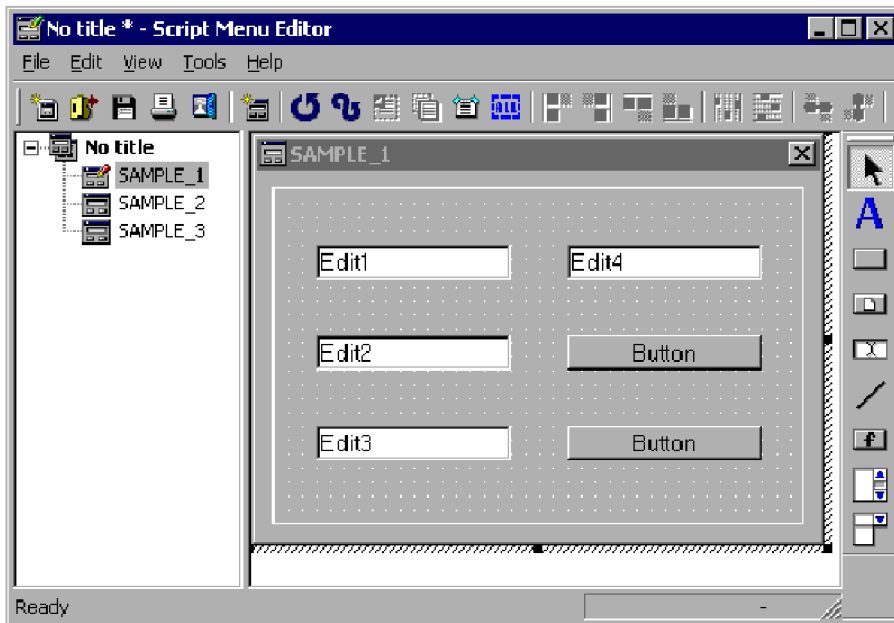 No title * - Script Menu Editor
File Edit View Tools Help
ALL
No title
SAMPLE_1
SAMPLE_2
SAMPLE_3
SAMPLE_1
Edit1
Edit4
Edit2
Button
Edit3
Button
A
f
Ready
-